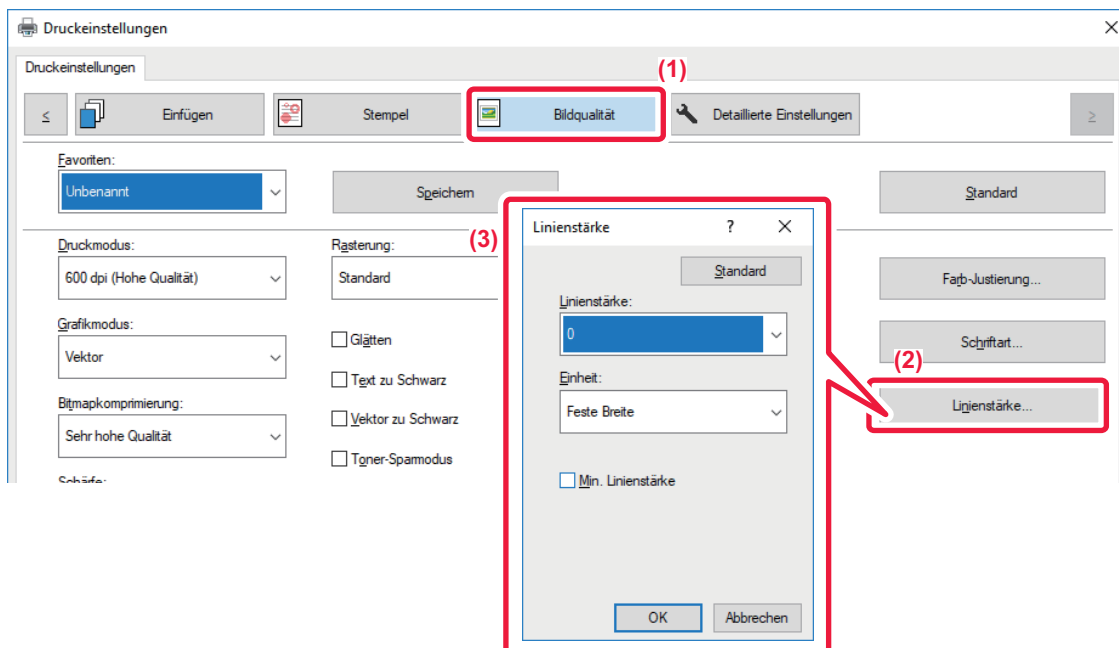 Druckeinstellungen
Druckeinstellungen
(1)
≤ Einfügen Stempel Bildqualität Detaillierte Einstellungen ≥
Favoriten:
Unbenannt Speichern Standard
(3) Linienstärke ? ×
Druckmodus: Rasterung:
Standard
600 dpi (Hohe Qualität) Standard Farb-Justierung...
Linienstärke:
Grafikmodus:
0
Vektor Glätten Schriftart...
(2)
Text zu Schwarz Einheit:
Bitmapkomprimierung: Linienstärke...
Vektor zu Schwarz Feste Breite
Sehr hohe Qualität
Toner-Sparmodus
Schärfe: Min. Linienstärke
OK Abbrechen